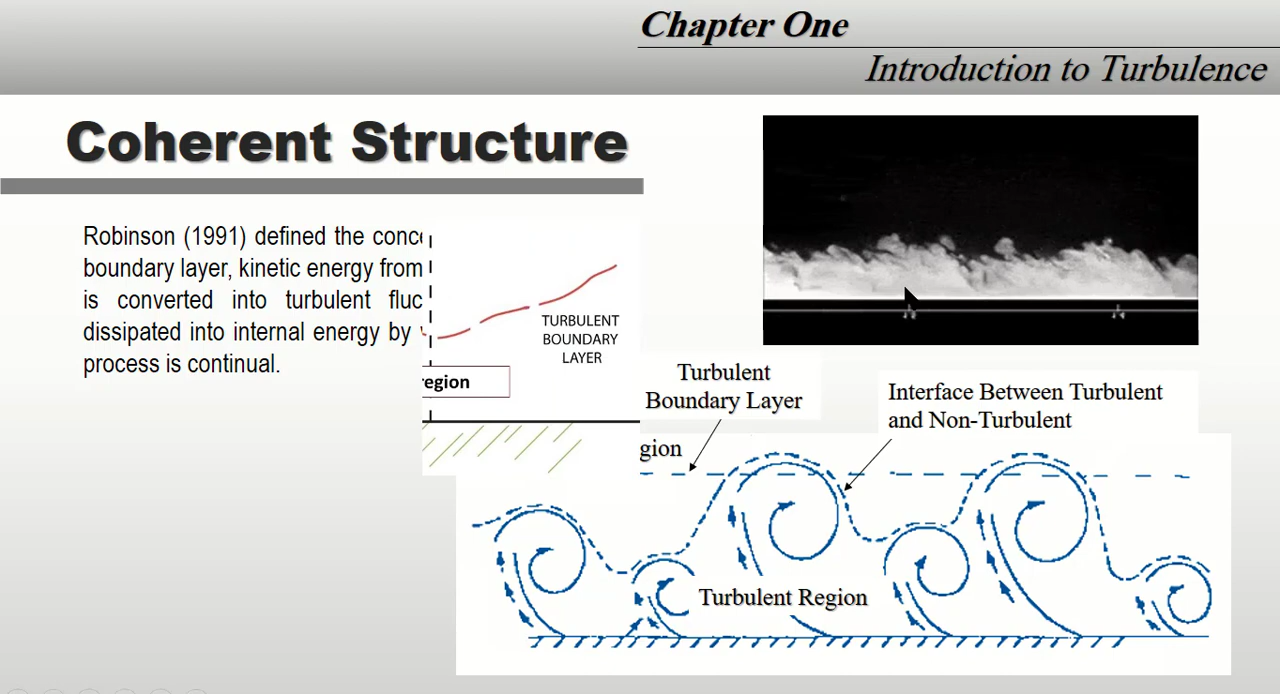 Chapter One
Introduction to Turbulence
Coherent Structure
Robinson (1991) defined the
boundary layer, kinetic energy from
is converted into turbulent
dissipated into internal energy by
process is continual.
TURBULENT
BOUNDARY
LAYER
egion
Turbulent
Boundary Layer
Interface Between Turbulent
and Non-Turbulent
gion
Turbulent Region